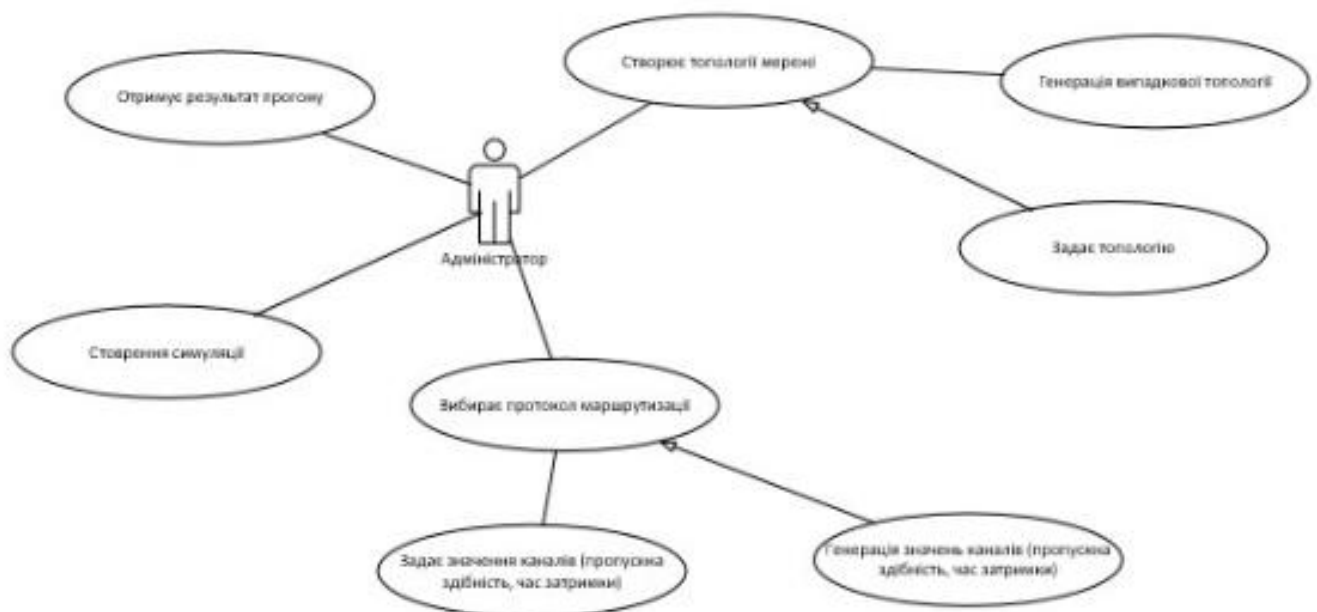 Створює топології мережі
Отримує результат прогону
Генерація випадкової топології
Адміністратор
Задає топологію
Стоврення симуляції
Вибирає протокол маршрутизації
Задає значення каналів (пропускна
здібність, час затримки)
Генерація значень каналів (пропускна
здібність, час затримки)